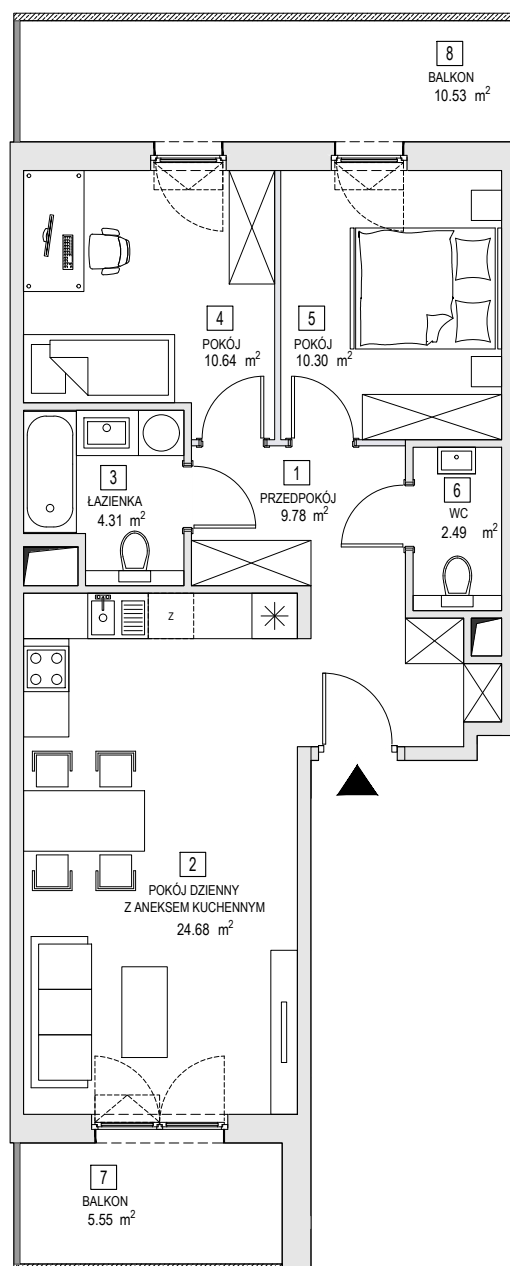 8
BALKON
10.53 m²
4
POKÓJ
10.64 m²
5
POKÓJ
10.30 m²
3
ŁAZIENKA
4.31 m²
1
PRZEDPOKÓJ
9.78 m²
6
WC
2.49 m²
Z
2
POKÓJ DZIENNY
Z ANEKSEM KUCHENNYM
24.68 m²
7
BALKON
5.55 m²